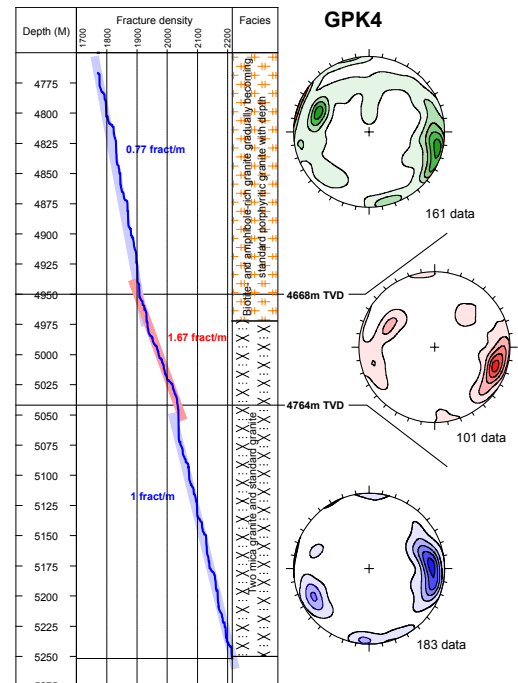 GPK4
Depth (M)
Fracture density
Facies
1700
1800
1900
2000
2100
2200
4775
4800
4825
4850
4875
4900
4925
4950
4975
5000
5025
5050
5075
5100
5125
5150
5175
5200
5225
5250
0.77 fract/m
1.67 fract/m
1 fract/m
Biotite- and amphibole-rich granite gradually becoming
standard porphyritic granite with depth
Two mica granite and standard granite
161 data
4668m TVD
101 data
4764m TVD
183 data